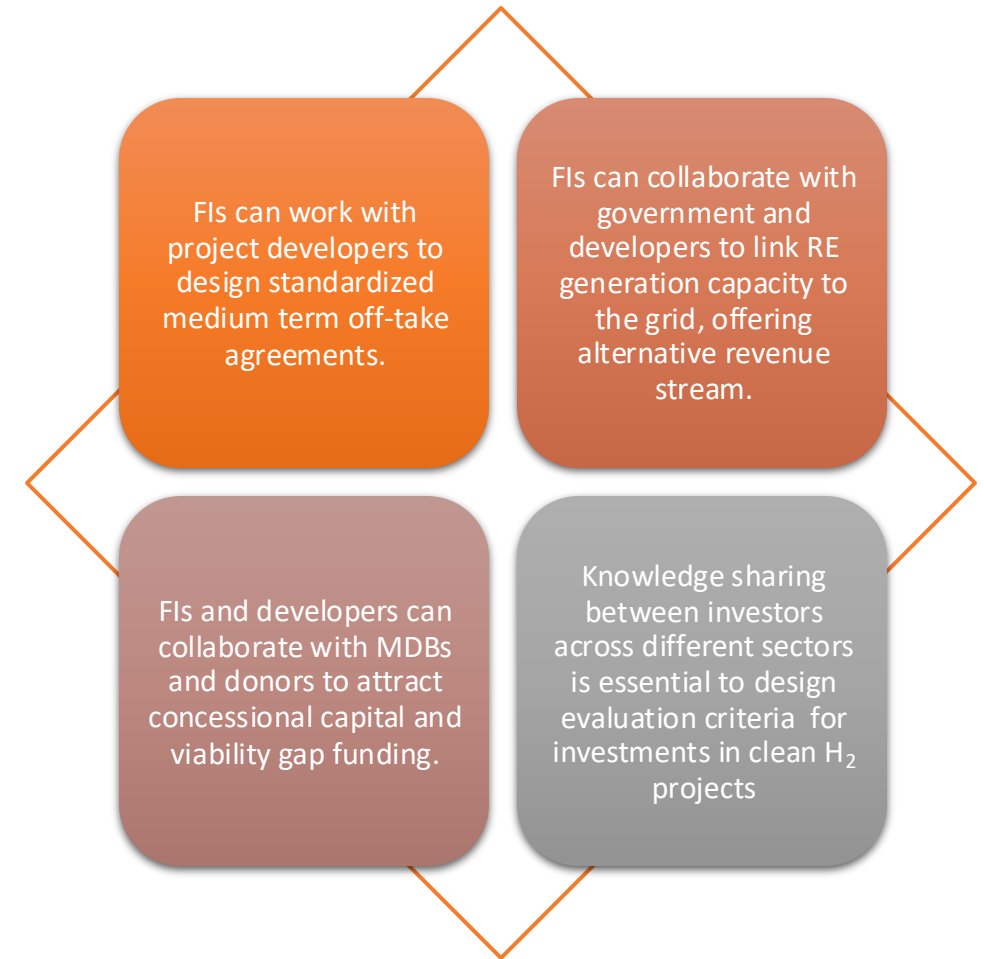 FIs can work with
project developers to
design standardized
medium term off-take
agreements.
FIs can collaborate with
government and
developers to link RE
generation capacity to
the grid, offering
alternative revenue
stream.
FIs and developers can
collaborate with MDBs
and donors to attract
concessional capital and
viability gap funding.
Knowledge sharing
between investors
across different sectors
is essential to design
evaluation criteria  for
investments in clean H₂
projects